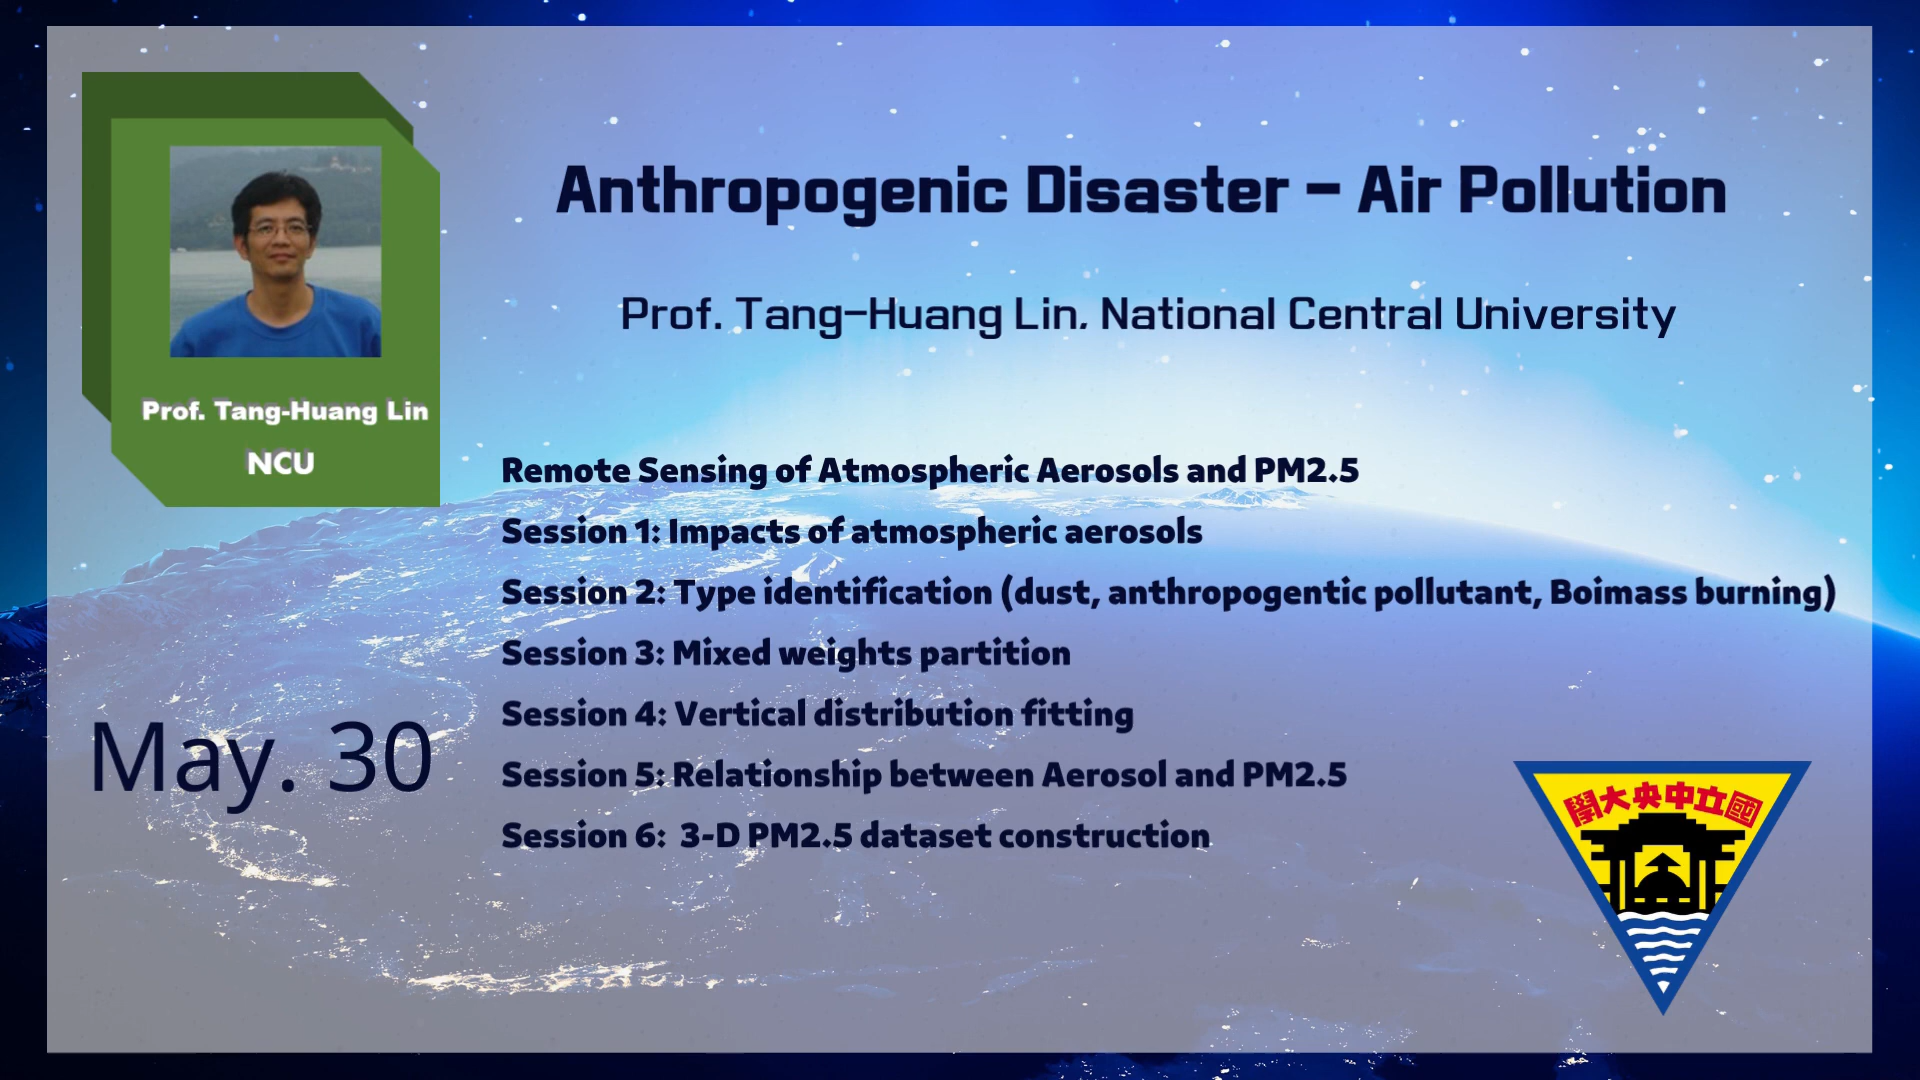 Anthropogenic Disaster - Air Pollution
Prof. Tang-Huang Lin, National Central University
Prof. Tang-Huang Lin
NCU
Remote Sensing of Atmospheric Aerosols and PM2.5
Session 1: Impacts of atmospheric aerosols
Session 2: Type identification (dust, anthropogentic pollutant, Boimass burning)
Session 3: Mixed weights partition
Session 4: Vertical distribution fitting
Session 5: Relationship between Aerosol and PM2.5
Session 6: 3-D PM2.5 dataset construction
May. 30
學大央中立國